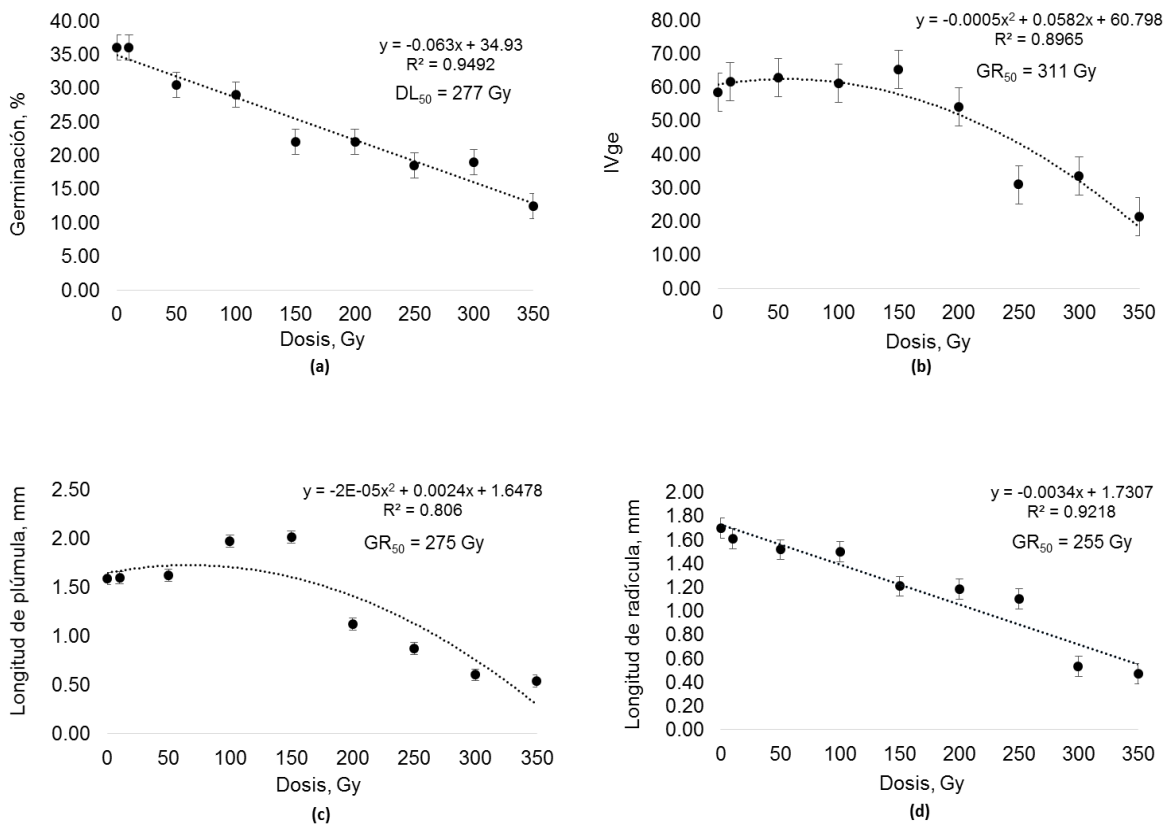 40.00
35.00
30.00
25.00
20.00
15.00
10.00
5.00
0.00
Germinación, %
y = -0.063x + 34.93
R² = 0.9492
DL₅₀ = 277 Gy
0 50 100 150 200 250 300 350
Dosis, Gy
(a)
80.00
70.00
60.00
50.00
40.00
30.00
20.00
10.00
0.00
IVge
y = -0.0005x² + 0.0582x + 60.798
R² = 0.8965
GR₅₀ = 311 Gy
0 50 100 150 200 250 300 350
Dosis, Gy
(b)
2.50
2.00
1.50
1.00
0.50
0.00
Longitud de plúmula, mm
y = -2E-05x² + 0.0024x + 1.6478
R² = 0.806
GR₅₀ = 275 Gy
0 50 100 150 200 250 300 350
Dosis, Gy
(c)
2.00
1.80
1.60
1.40
1.20
1.00
0.80
0.60
0.40
0.20
0.00
Longitud de radícula, mm
y = -0.0034x + 1.7307
R² = 0.9218
GR₅₀ = 255 Gy
0 50 100 150 200 250 300 350
Dosis, Gy
(d)